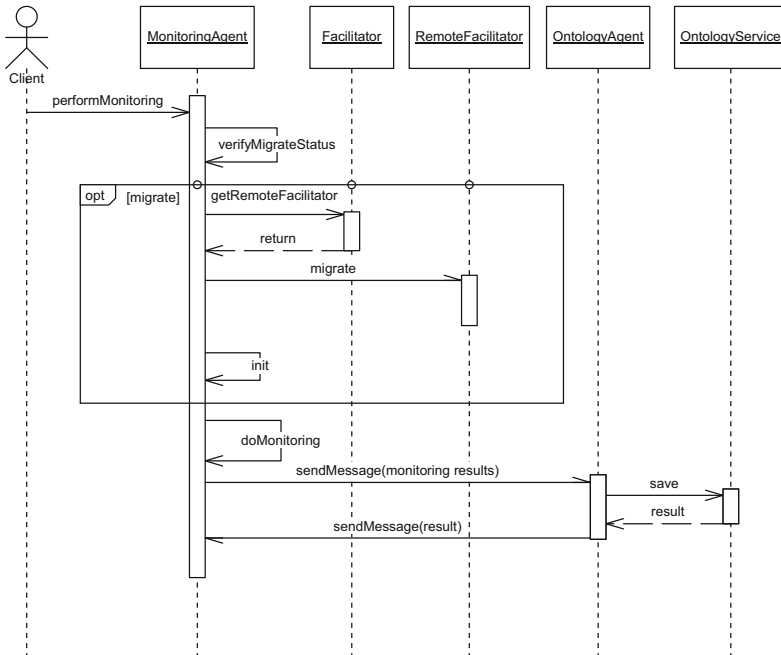 MonitoringAgent
Facilitator
RemoteFacilitator
OntologyAgent
OntologyService
Client
performMonitoring
verifyMigrateStatus
opt
[migrate]
getRemoteFacilitator
return
migrate
init
doMonitoring
sendMessage(monitoring results)
save
result
sendMessage(result)